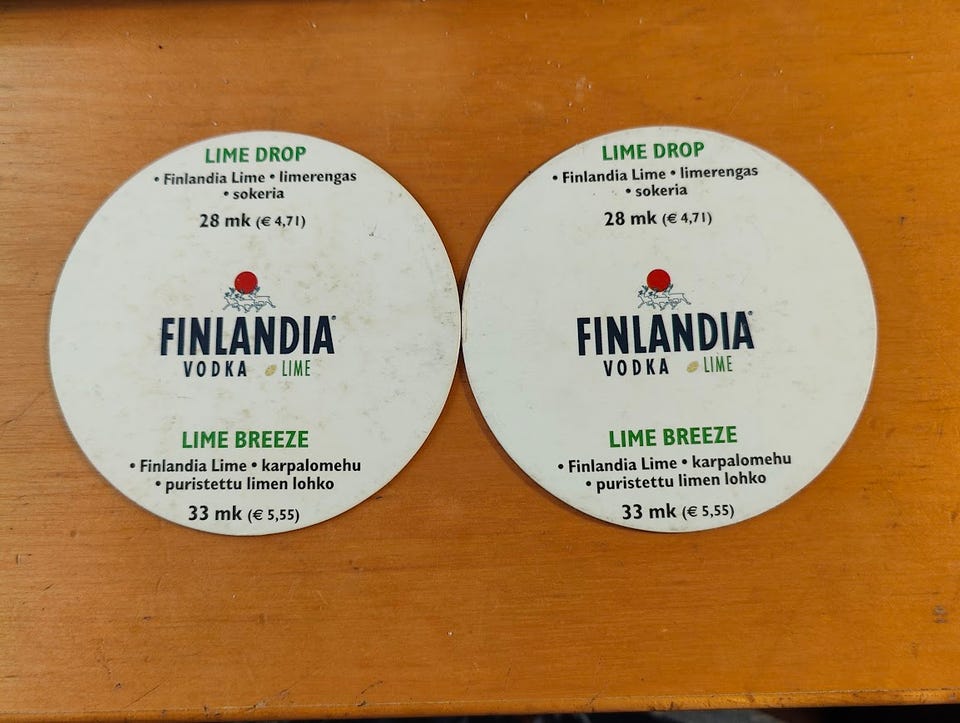 LIME DROP
• Finlandia Lime • limerengas
• sokeria
28 mk (€ 4,71)
FINLANDIA®
VODKA LIME
LIME BREEZE
• Finlandia Lime • karpalomehu
• puristettu limen lohko
33 mk (€ 5,55)
LIME DROP
• Finlandia Lime • limerengas
• sokeria
28 mk (€ 4,71)
FINLANDIA®
VODKA LIME
LIME BREEZE
• Finlandia Lime • karpalomehu
• puristettu limen lohko
33 mk (€ 5,55)